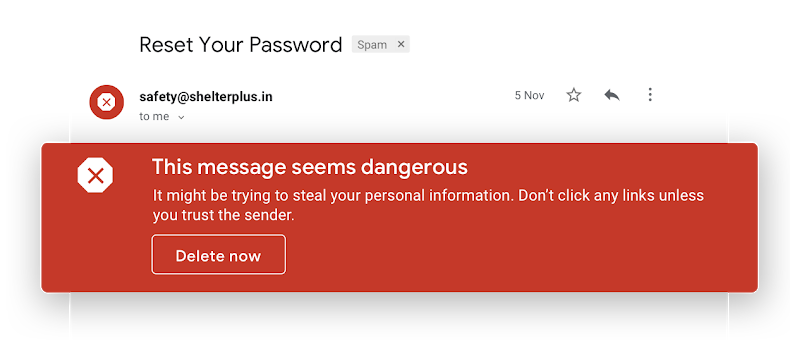 Reset Your Password Spam ×
safety@shelterplus.in 5 Nov
to me
This message seems dangerous
It might be trying to steal your personal information. Don't click any links unless
you trust the sender.
Delete now